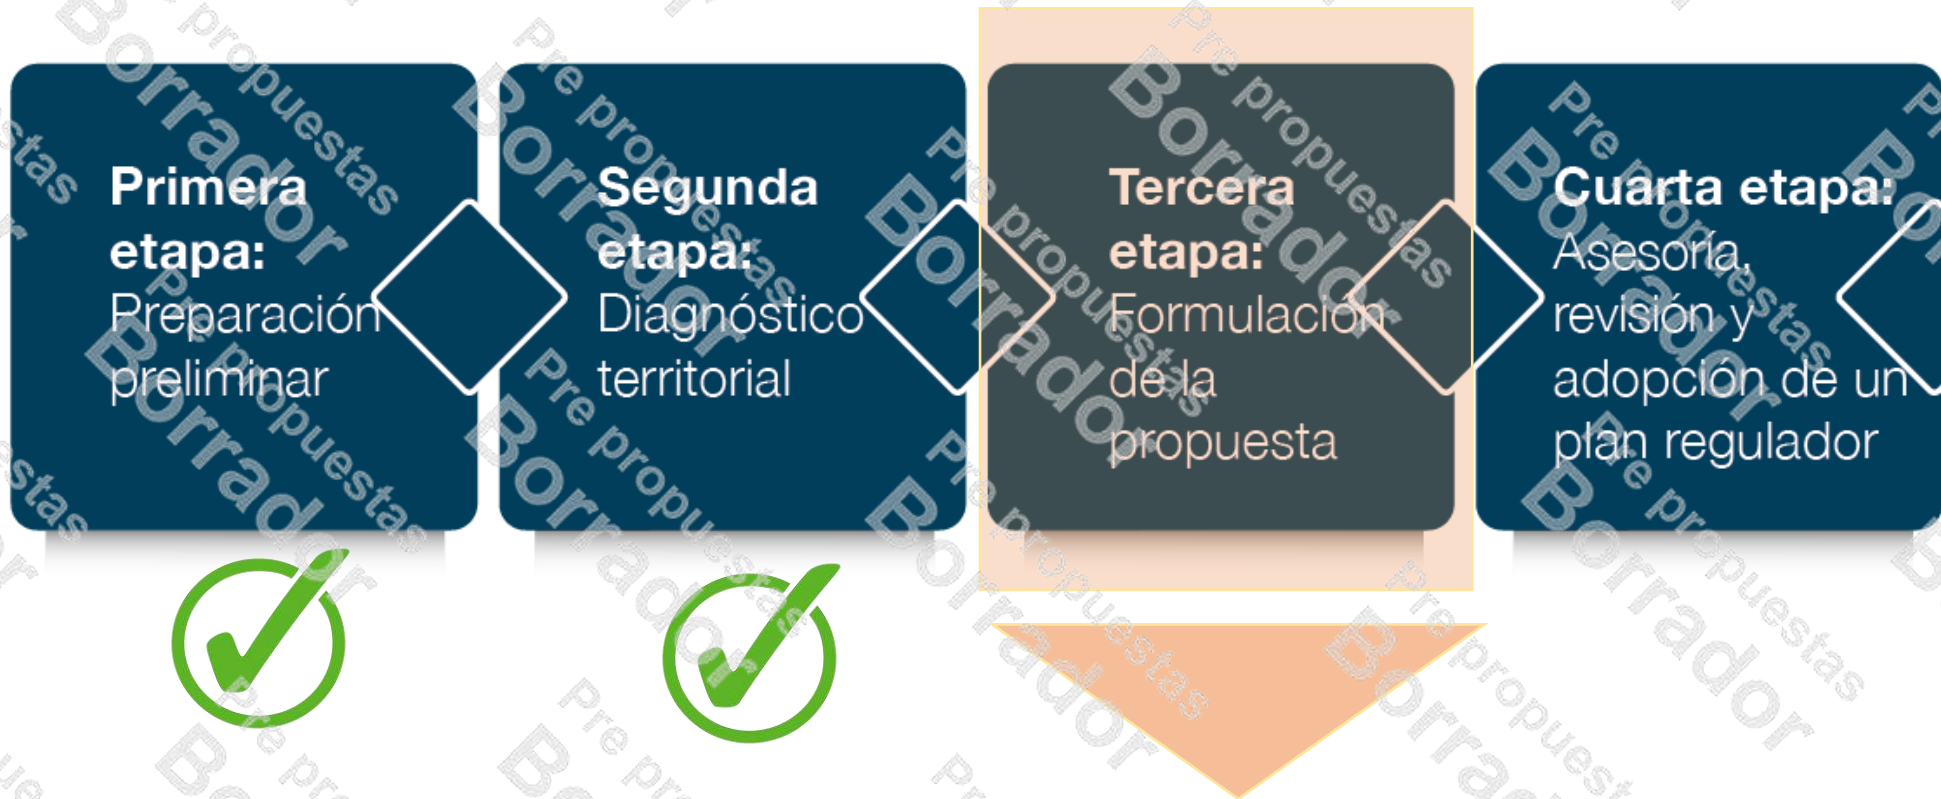 Primera
etapa:
Preparación
preliminar
Segunda
etapa:
Diagnóstico
territorial
Tercera
etapa:
Formulación
de la
propuesta
Cuarta etapa:
Asesoría,
revisión y
adopción de un
plan regulador
Pre propuestas
Borrador